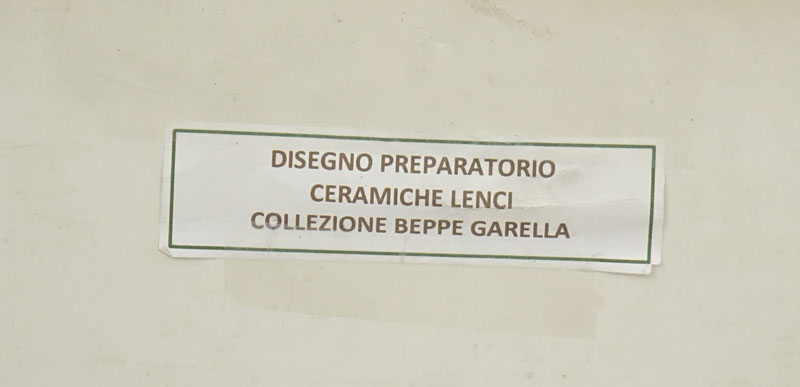 DISEGNO PREPARATORIO
CERAMICHE LENCI
COLLEZIONE BEPPE GARELLA